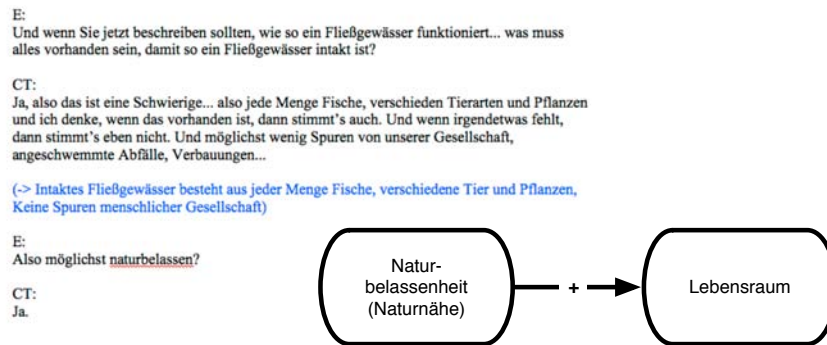 E:
Und wenn Sie jetzt beschreiben sollten, wie so ein Fließgewässer funktioniert... was muss
alles vorhanden sein, damit so ein Fließgewässer intakt ist?
CT:
Ja, also das ist eine Schwierige... also jede Menge Fische, verschieden Tierarten und Pflanzen
und ich denke, wenn das vorhanden ist, dann stimmt's auch. Und wenn irgendetwas fehlt,
dann stimmt's eben nicht. Und möglichst wenig Spuren von unserer Gesellschaft,
angeschwemmte Abfälle, Verbauungen...
(-> Intaktes Fließgewässer besteht aus jeder Menge Fische, verschiedene Tier und Pflanzen,
Keine Spuren menschlicher Gesellschaft)
E:
Also möglichst naturbelassen?
CT:
Ja.
Natur-
belassenheit
(Naturnähe)
+
Lebensraum